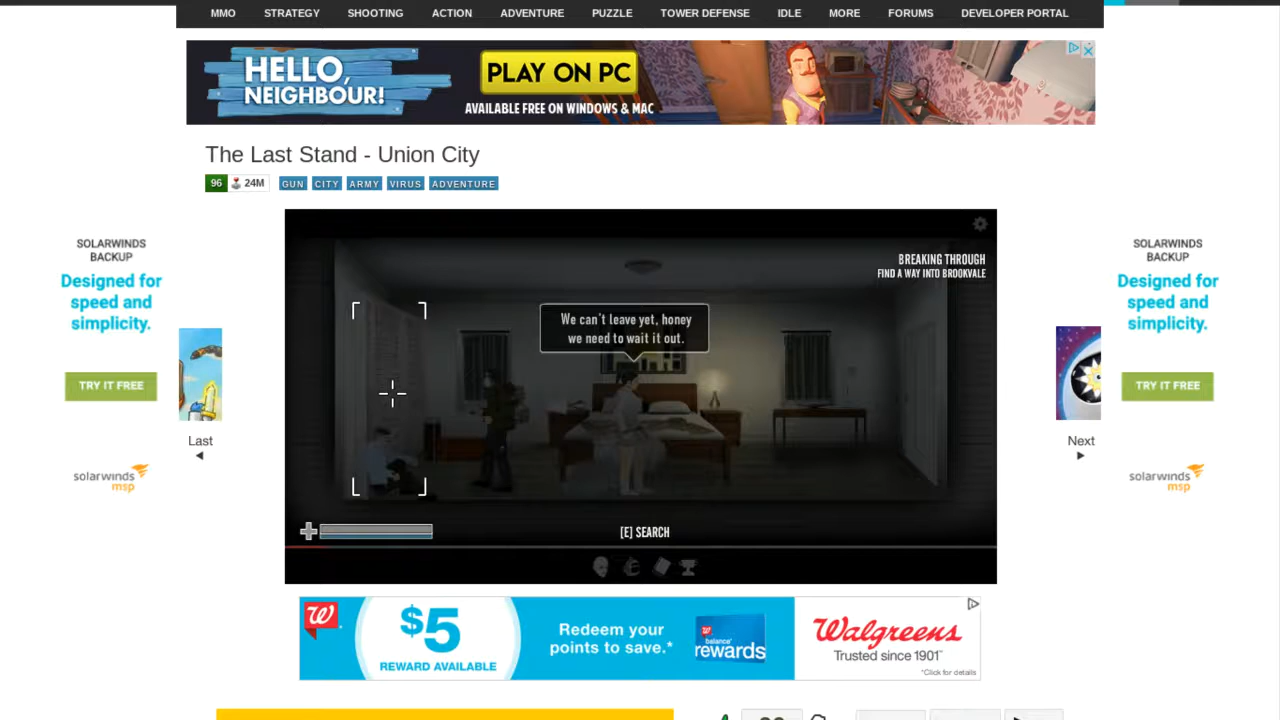 MMO STRATEGY SHOOTING ACTION ADVENTURE PUZZLE TOWER DEFENSE IDLE MORE FORUMS DEVELOPER PORTAL
HELLO,
NEIGHBOUR!
PLAY ON PC
AVAILABLE FREE ON WINDOWS & MAC
The Last Stand - Union City
96 24M GUN CITY ARMY VIRUS ADVENTURE
SOLARWINDS
BACKUP
Designed for
speed and
simplicity.
TRY IT FREE
solarwinds
msp
Last
BREAKING THROUGH
FIND A WAY INTO BROOKVALE
We can't leave yet, honey
we need to wait it out.
[E] SEARCH
SOLARWINDS
BACKUP
Designed for
speed and
simplicity.
TRY IT FREE
solarwinds
msp
Next
W
$5
REWARD AVAILABLE
Redeem your
points to save.*
W
balance®
rewards
Walgreens
Trusted since 1901™
*Click for details